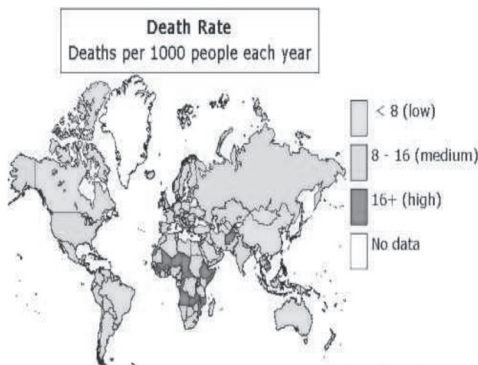 Death Rate
Deaths per 1000 people each year
< 8 (low)
8 - 16 (medium)
16+ (high)
No data